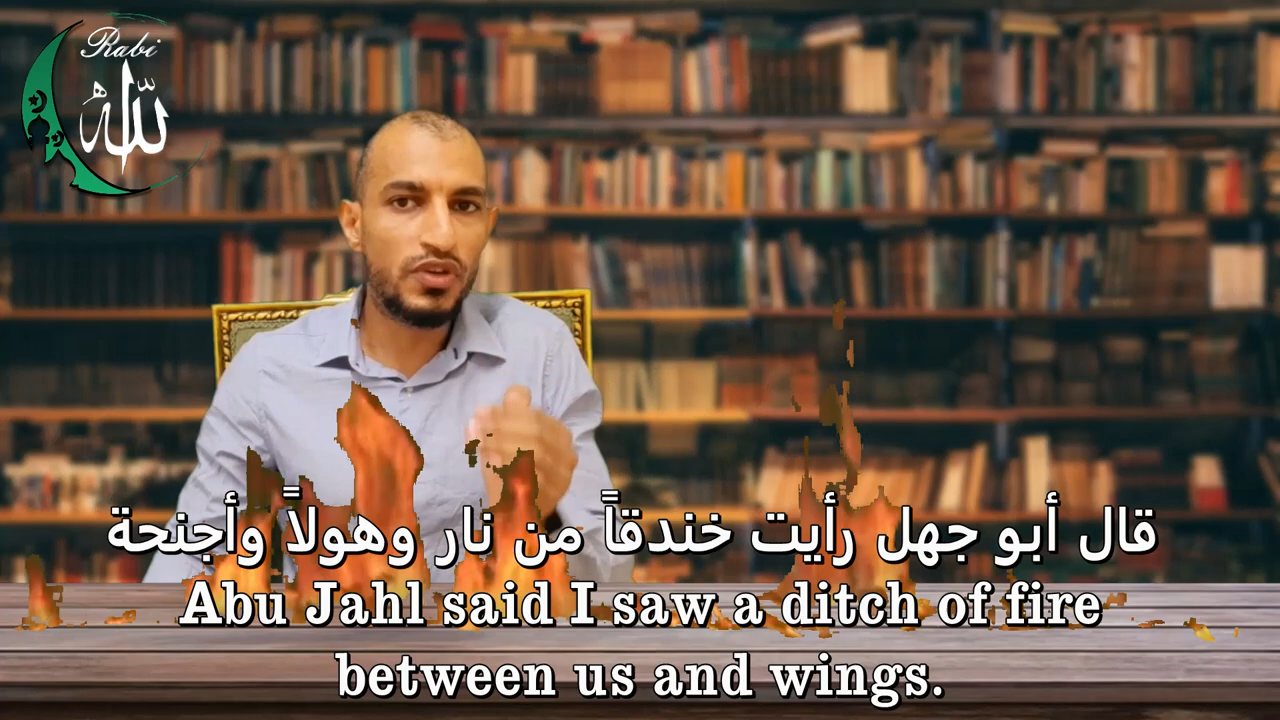 Rabi
لله
قال أبو جهل رأيت خندقاً من نار وهولاً وأجنحة
Abu Jahl said I saw a ditch of fire
between us and wings.